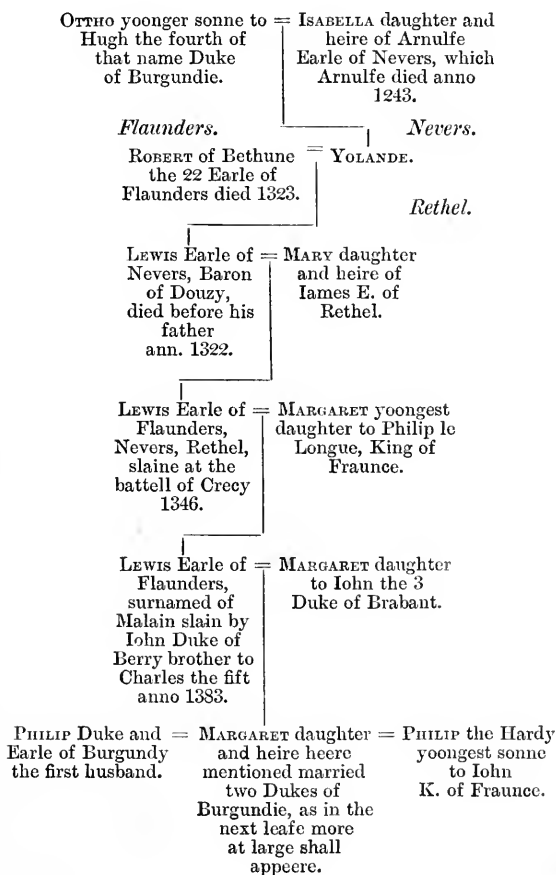 OTTHO yoonger sonne to = ISABELLA daughter and
Hugh the fourth of heire of Arnulfe
that name Duke Earle of Nevers, which
of Burgundie. Arnulfe died anno
1243.
Flaunders. Nevers.
ROBERT of Bethune = YOLANDE.
the 22 Earle of
Flaunders died 1323.
Rethel.
LEWIS Earle of = MARY daughter
Nevers, Baron and heire of
of Douzy, Iames E. of
died before his Rethel.
father
ann. 1322.
LEWIS Earle of = MARGARET yoongest
Flaunders, daughter to Philip le
Nevers, Rethel, Longue, King of
slaine at the Fraunce.
battell of Crecy
1346.
LEWIS Earle of = MARGARET daughter
Flaunders, to Iohn the 3
surnamed of Duke of Brabant.
Malain slain by
Iohn Duke of
Berry brother to
Charles the fift
anno 1383.
PHILIP Duke and = MARGARET daughter = PHILIP the Hardy
Earle of Burgundy and heire heere yoongest sonne
the first husband. mentioned married to Iohn
two Dukes of K. of Fraunce.
Burgundie, as in the
next leafe more
at large shall
appeere.